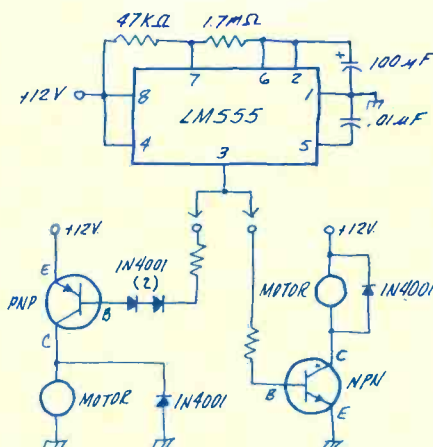 47KΩ 1.7MΩ
7 6 2 + 100µF
+12V 8 LM555 1
4 3 5 .01µF
+12V. +12V.
E 1N4001 MOTOR 1N4001
(2)
PNP B
C C
B NPN
MOTOR 1N4001 E